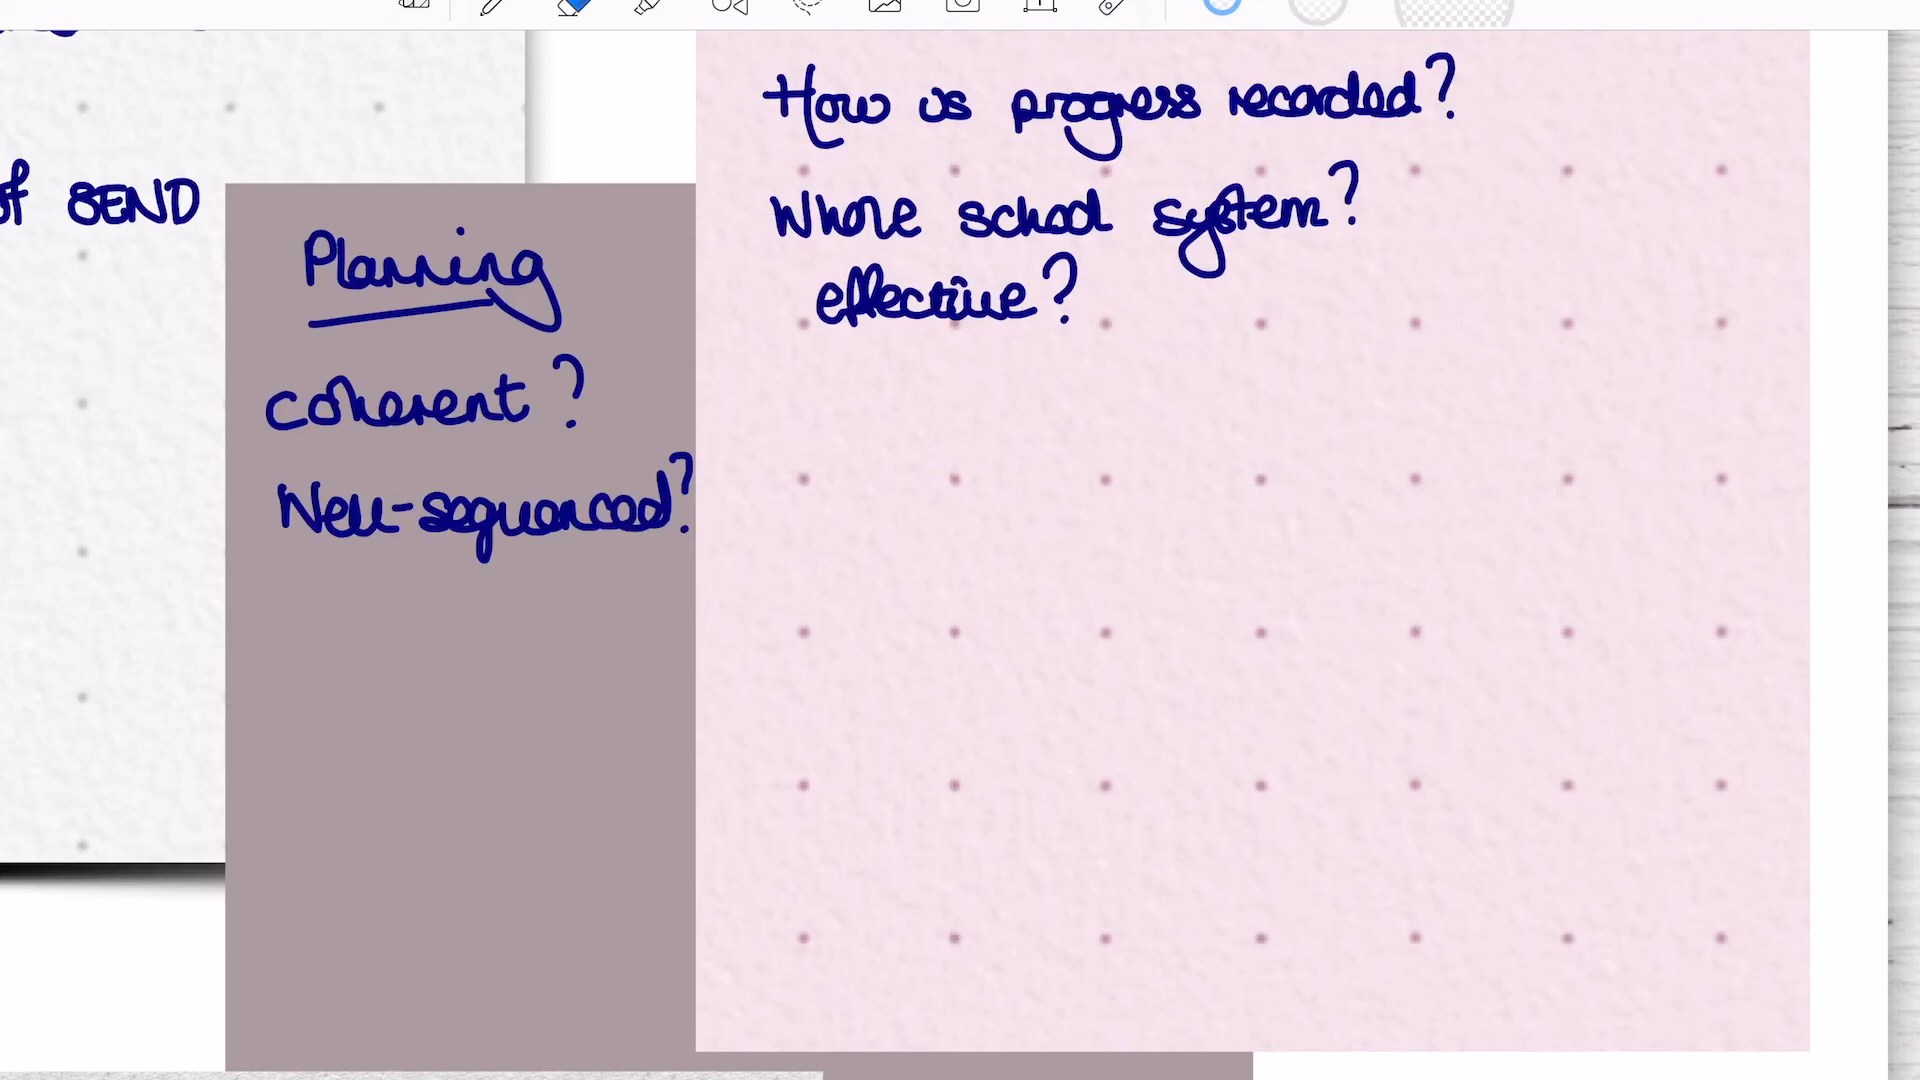 of SEND
Planning
coherent?
Well-sequenced?
How is progress recorded?
Whole school system?
effective?